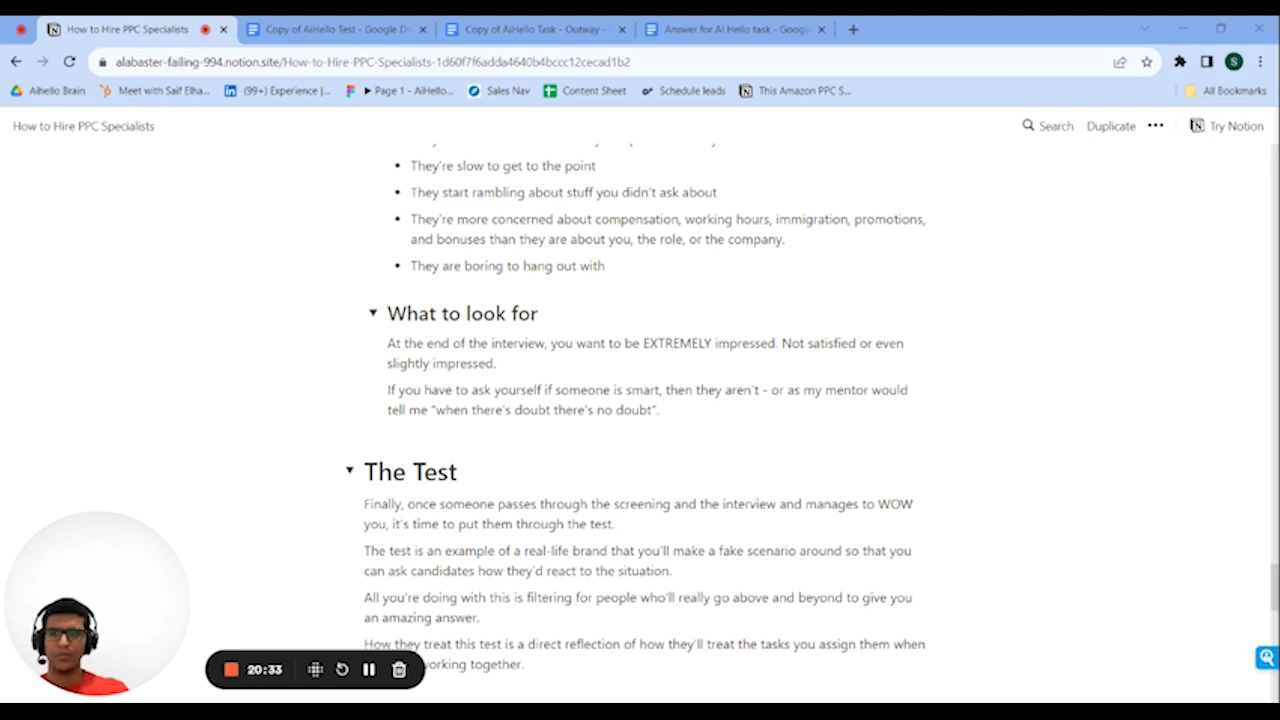 How to Hire PPC Specialists
Copy of AiHello Test - Google Do
Copy of AiHello Task - Outway -
Answer for AI Hello task - Googl
alabaster-failing-994.notion.site/How-to-Hire-PPC-Specialists-1d60f7f6adda4640b4bccc12cecad1b2
S
Aihello Brain
Meet with Saif Elha...
(99+) Experience |...
► Page 1 - AiHello...
Sales Nav
Content Sheet
Schedule leads
This Amazon PPC S...
All Bookmarks
How to Hire PPC Specialists
Search
Duplicate
Try Notion
• They're slow to get to the point
• They start rambling about stuff you didn't ask about
• They're more concerned about compensation, working hours, immigration, promotions,
and bonuses than they are about you, the role, or the company.
• They are boring to hang out with
What to look for
At the end of the interview, you want to be EXTREMELY impressed. Not satisfied or even
slightly impressed.
If you have to ask yourself if someone is smart, then they aren't - or as my mentor would
tell me "when there's doubt there's no doubt".
The Test
Finally, once someone passes through the screening and the interview and manages to WOW
you, it's time to put them through the test.
The test is an example of a real-life brand that you'll make a fake scenario around so that you
can ask candidates how they'd react to the situation.
All you're doing with this is filtering for people who'll really go above and beyond to give you
an amazing answer.
How they treat this test is a direct reflection of how they'll treat the tasks you assign them when
working together.
20:33